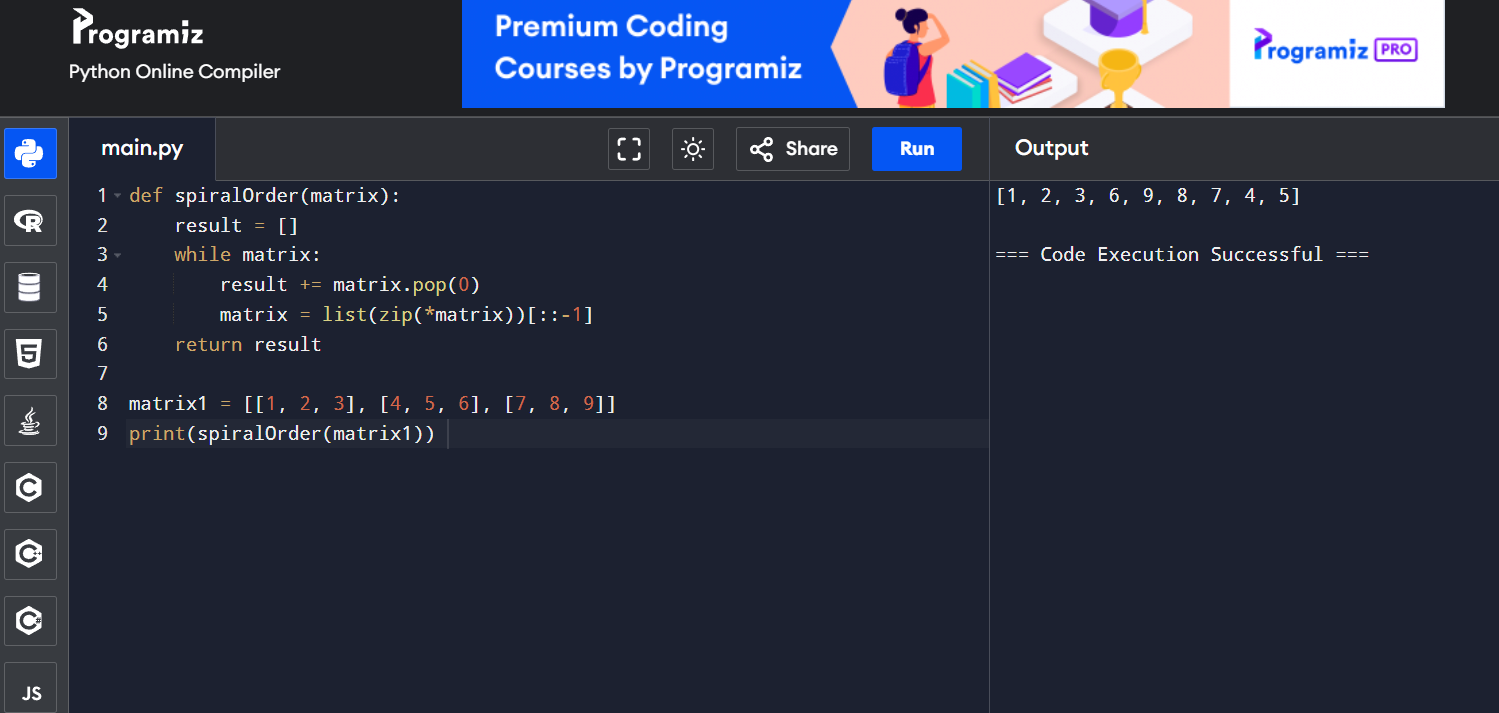 Programiz
Python Online Compiler
Premium Coding
Courses by Programiz
Programiz PRO
main.py
Share
Run
Output
1 def spiralOrder(matrix):
2     result = []
3     while matrix:
4         result += matrix.pop(0)
5         matrix = list(zip(*matrix))[::-1]
6     return result
7
8 matrix1 = [[1, 2, 3], [4, 5, 6], [7, 8, 9]]
9 print(spiralOrder(matrix1))
[1, 2, 3, 6, 9, 8, 7, 4, 5]
=== Code Execution Successful ===
R
5
C
C++
C#
JS